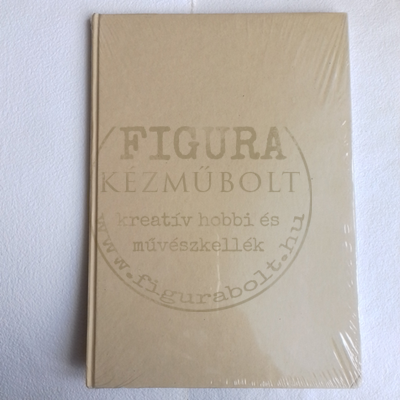 FIGURA
KÉZMŰBOLT
kreatív hobbi és
művészkellék
www.figurabolt.hu